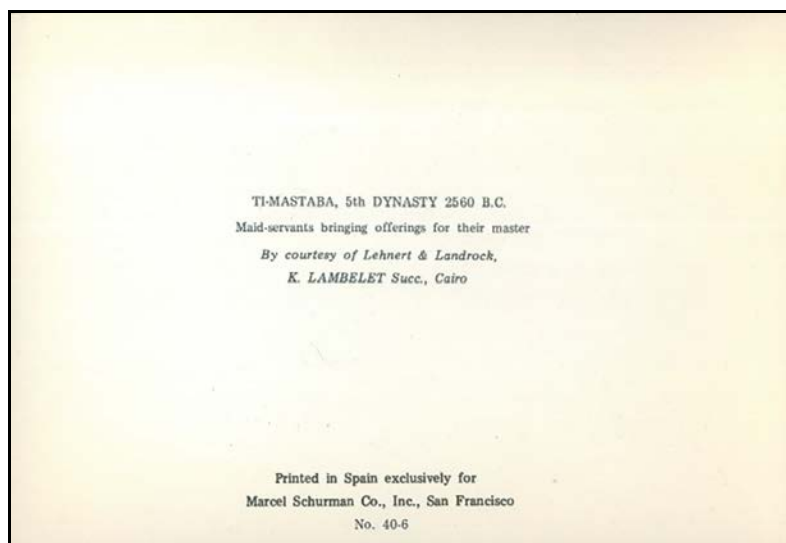 TI-MASTABA, 5th DYNASTY 2560 B.C.
Maid-servants bringing offerings for their master
By courtesy of Lehnert & Landrock,
K. LAMBELET Succ., Cairo
Printed in Spain exclusively for
Marcel Schurman Co., Inc., San Francisco
No. 40-6